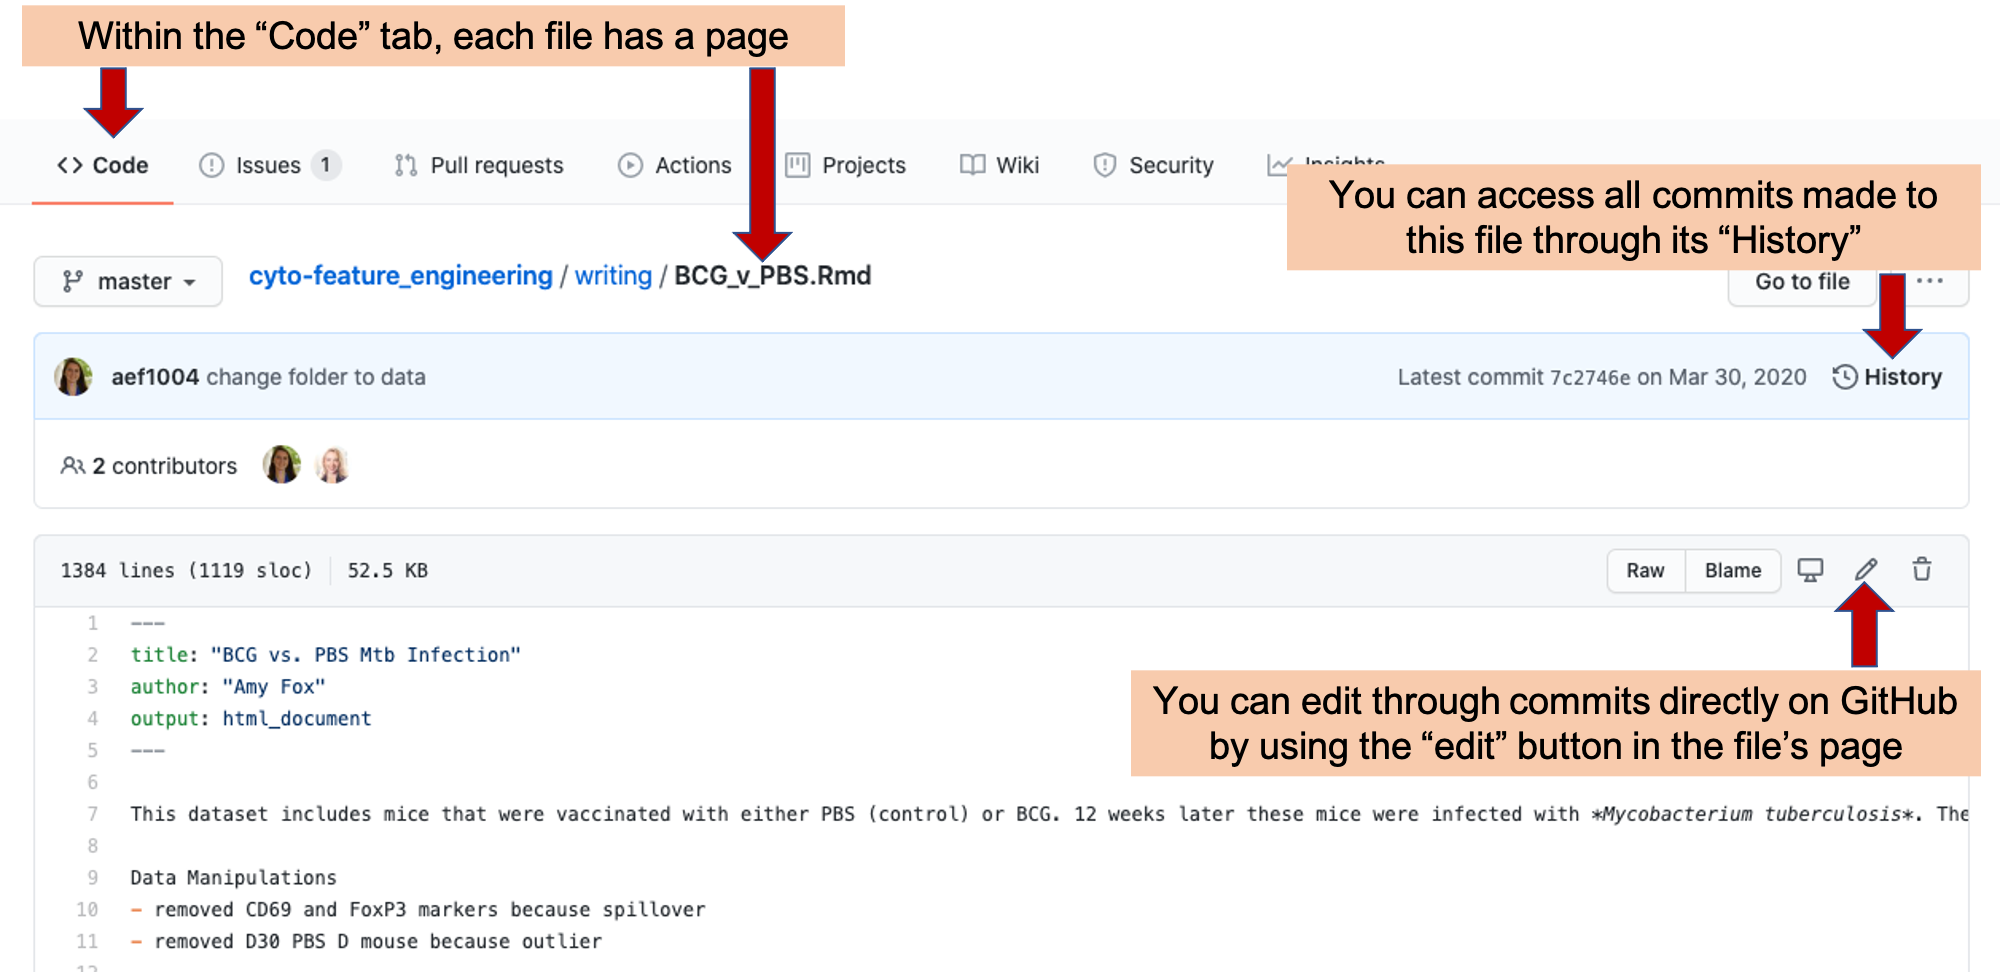 Within the “Code” tab, each file has a page
<> Code Issues 1 Pull requests Actions Projects Wiki Security Insights
You can access all commits made to
this file through its “History”
master cyto-feature_engineering / writing / BCG_v_PBS.Rmd Go to file ...
aef1004 change folder to data Latest commit 7c2746e on Mar 30, 2020 History
2 contributors
1384 lines (1119 sloc) 52.5 KB Raw Blame
1 ---
2 title: "BCG vs. PBS Mtb Infection"
3 author: "Amy Fox"
4 output: html_document
5 ---
You can edit through commits directly on GitHub
by using the “edit” button in the file’s page
6
7 This dataset includes mice that were vaccinated with either PBS (control) or BCG. 12 weeks later these mice were infected with *Mycobacterium tuberculosis*. The
8
9 Data Manipulations
10 - removed CD69 and FoxP3 markers because spillover
11 - removed D30 PBS D mouse because outlier
12